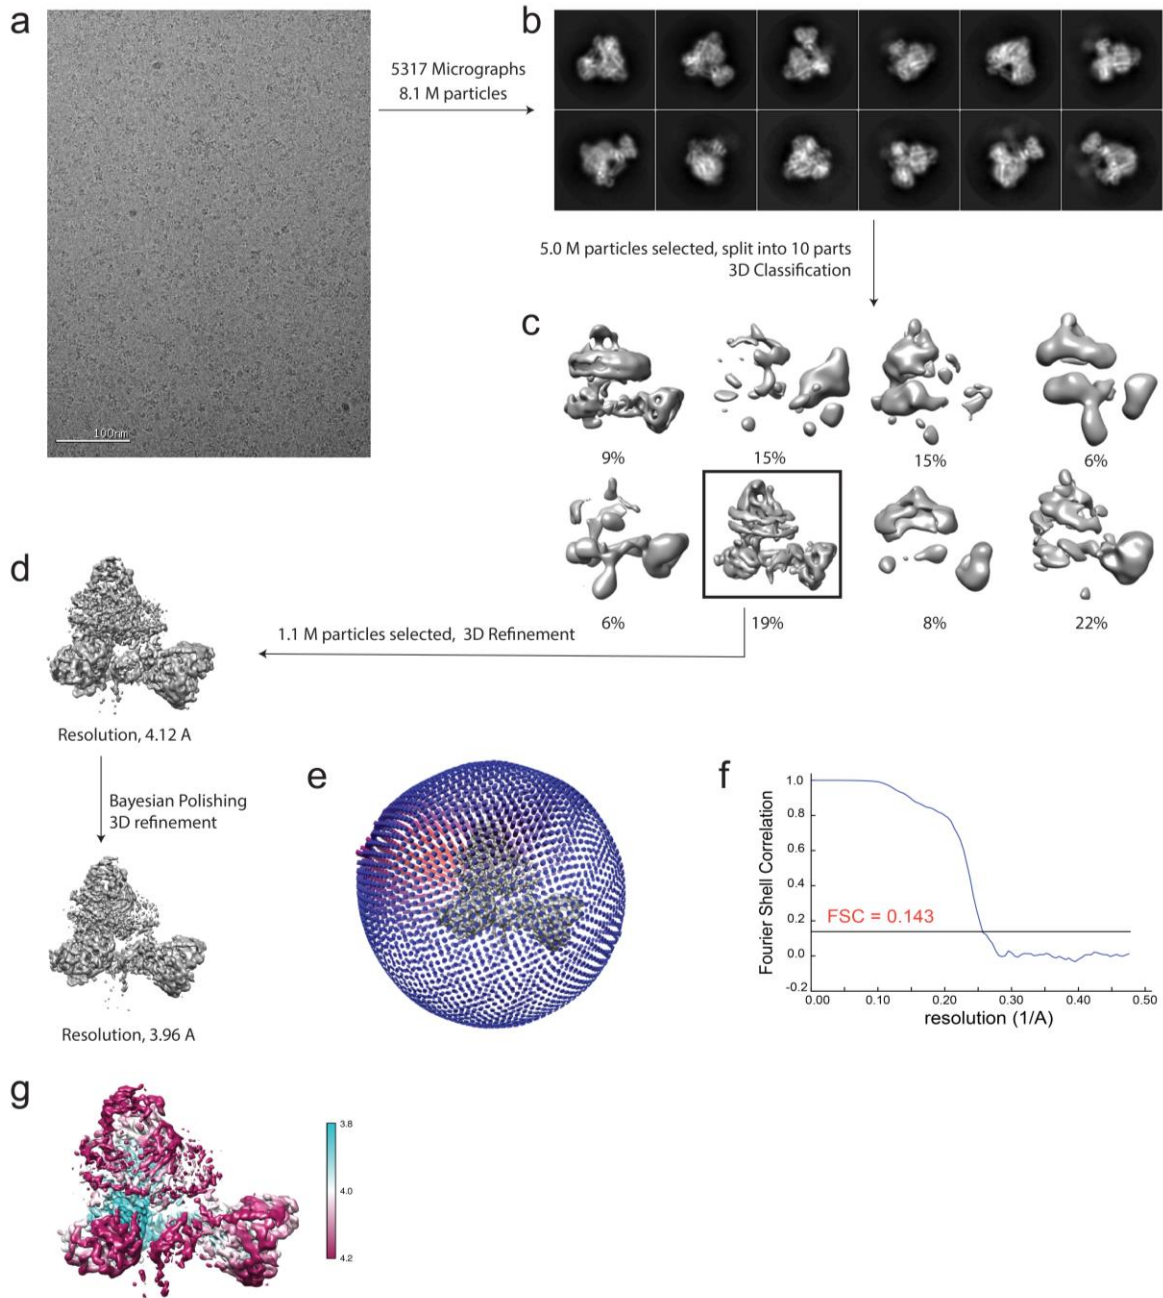 a
100nm
5317 Micrographs
8.1 M particles
b
5.0 M particles selected, split into 10 parts
3D Classification
c
9%
15%
15%
6%
6%
19%
8%
22%
1.1 M particles selected, 3D Refinement
d
Resolution, 4.12 A
Bayesian Polishing
3D refinement
Resolution, 3.96 A
e
f
Fourier Shell Correlation
1.0
0.8
0.6
0.4
0.2
0.0
-0.2
FSC = 0.143
0.00
0.10
0.20
0.30
0.40
0.50
resolution (1/A)
g
3.8
4.0
4.2